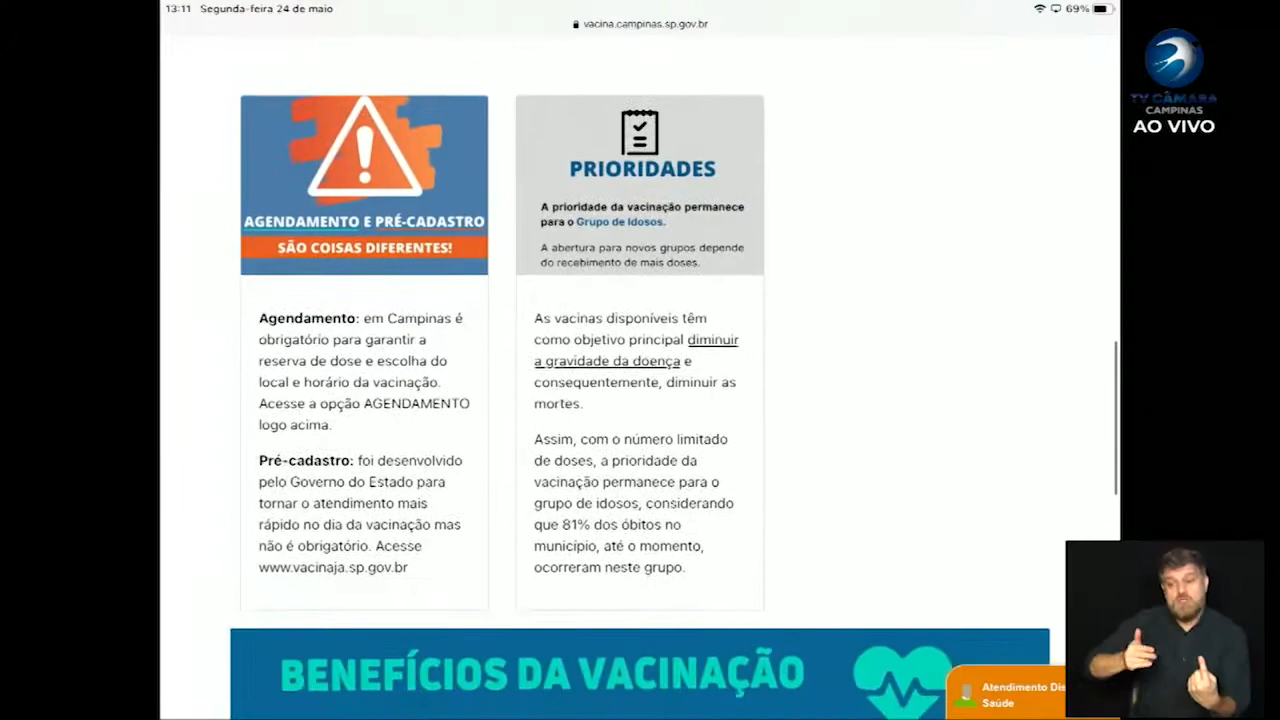 13:11 Segunda-feira 24 de maio
69%
vacina.campinas.sp.gov.br
TV CÂMARA
CAMPINAS
AO VIVO
AGENDAMENTO E PRÉ-CADASTRO
SÃO COISAS DIFERENTES!
Agendamento: em Campinas é
obrigatório para garantir a
reserva de dose e escolha do
local e horário da vacinação.
Acesse a opção AGENDAMENTO
logo acima.
Pré-cadastro: foi desenvolvido
pelo Governo do Estado para
tornar o atendimento mais
rápido no dia da vacinação mas
não é obrigatório. Acesse
www.vacinaja.sp.gov.br
PRIORIDADES
A prioridade da vacinação permanece
para o Grupo de Idosos.
A abertura para novos grupos depende
do recebimento de mais doses.
As vacinas disponíveis têm
como objetivo principal diminuir
a gravidade da doença e
consequentemente, diminuir as
mortes.
Assim, com o número limitado
de doses, a prioridade da
vacinação permanece para o
grupo de idosos, considerando
que 81% dos óbitos no
município, até o momento,
ocorreram neste grupo.
BENEFÍCIOS DA VACINAÇÃO
Atendimento Dis
Saúde